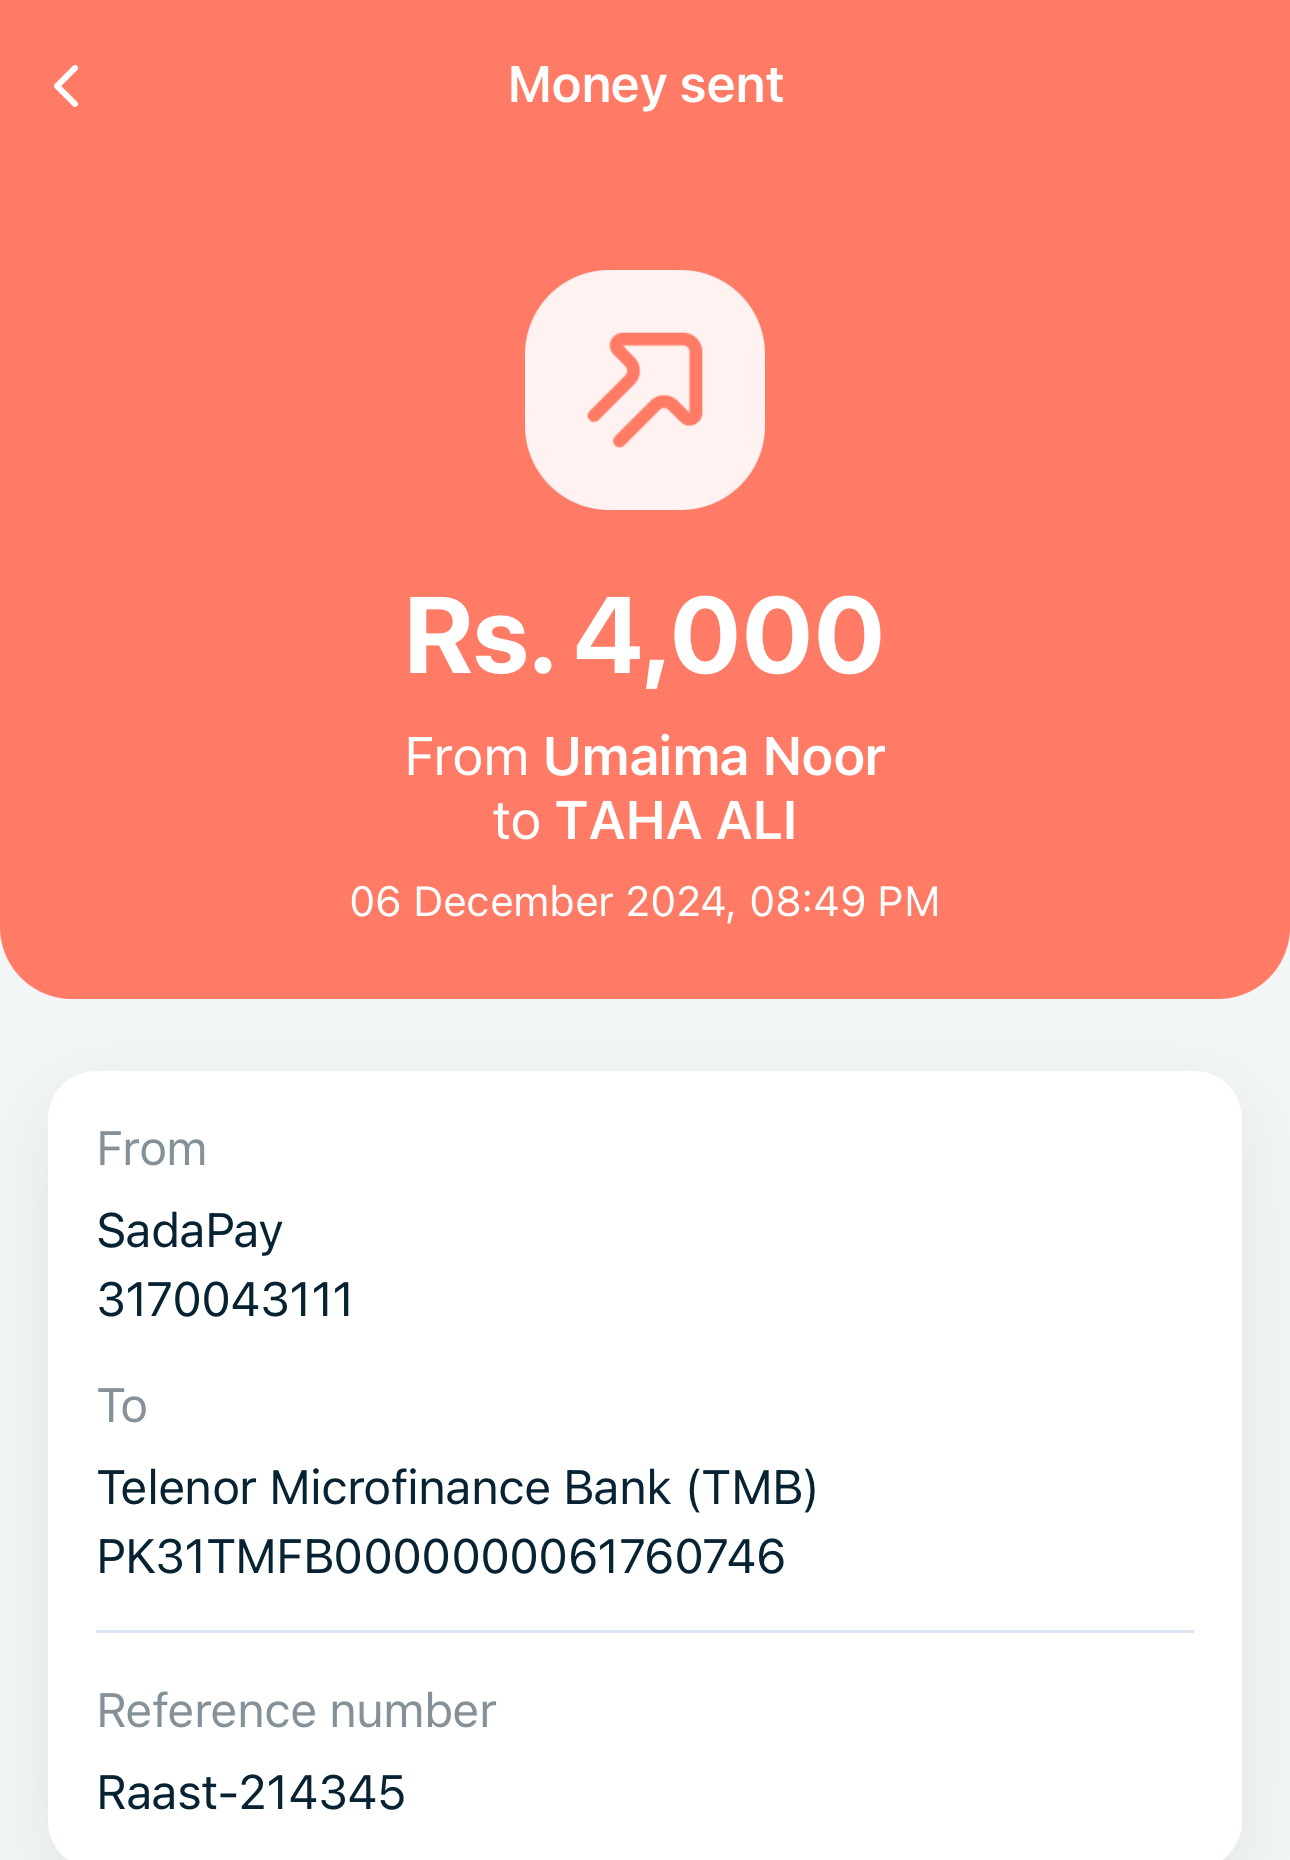 Money sent
Rs. 4,000
From Umaima Noor
to TAHA ALI
06 December 2024, 08:49 PM
From
SadaPay
3170043111
To
Telenor Microfinance Bank (TMB)
PK31TMFB0000000061760746
Reference number
Raast-214345